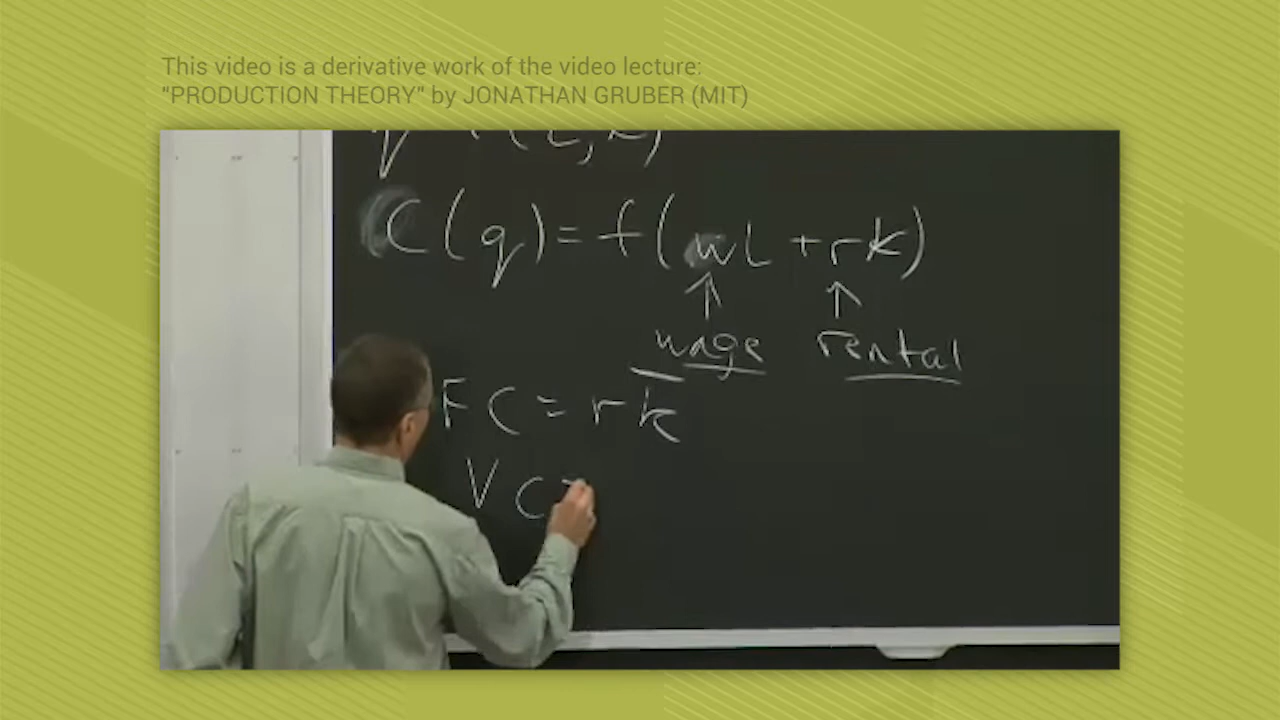 This video is a derivative work of the video lecture:
"PRODUCTION THEORY" by JONATHAN GRUBER (MIT)
C(q) = f(wL + rk)
↑ ↑
wage rental
FC = rk̅
VC =